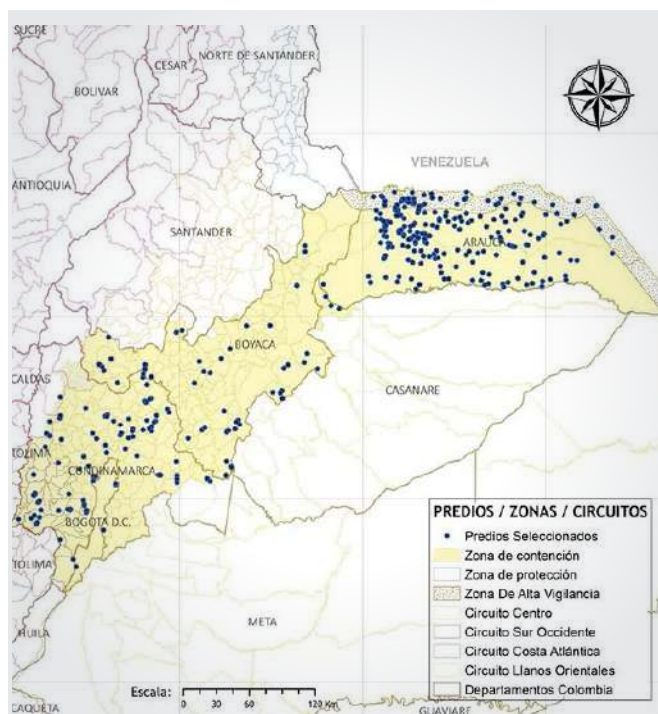 SUCRE
CESAR
NORTE DE SANTANDER
BOLIVAR
VENEZUELA
ANTIOQUIA
SANTANDER
ARAUCA
BOYACA
CALDAS
CASANARE
TOLIMA
CUNDINAMARCA
BOGOTA D.C.
TOLIMA
META
HUILA
CAQUETA
GUAVIARE
PREDIOS / ZONAS / CIRCUITOS
Predios Seleccionados
Zona de contención
Zona de protección
Zona De Alta Vigilancia
Circuito Centro
Circuito Sur Occidente
Circuito Costa Atlántica
Circuito Llanos Orientales
Departamentos Colombia
Escala:
0 30 60 120 Km